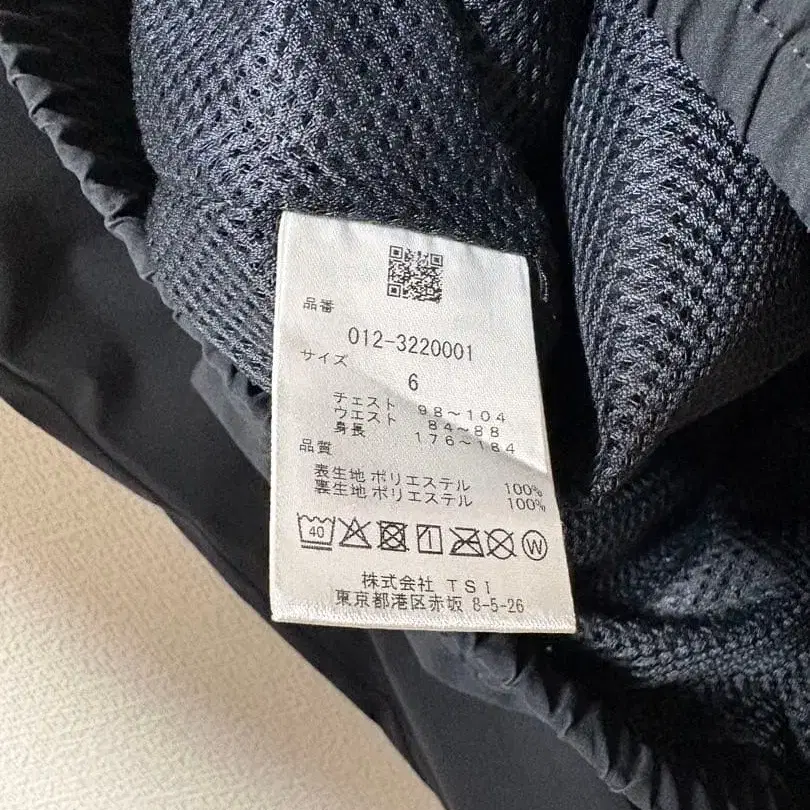 品番
012-3220001
サイズ
6
チェスト 98~104
ウエスト 84~88
身長 176~184
品質
表生地 ポリエステル 100%
裏生地 ポリエステル 100%
40 W
株式会社 TSI
東京都港区赤坂 8-5-26